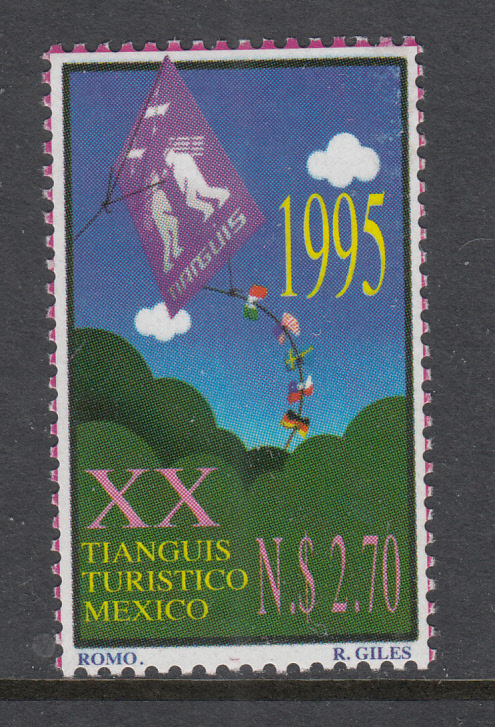 TIANGUIS
1995
XX
TIANGUIS
TURISTICO
MEXICO
N.$ 2.70
ROMO.
R. GILES